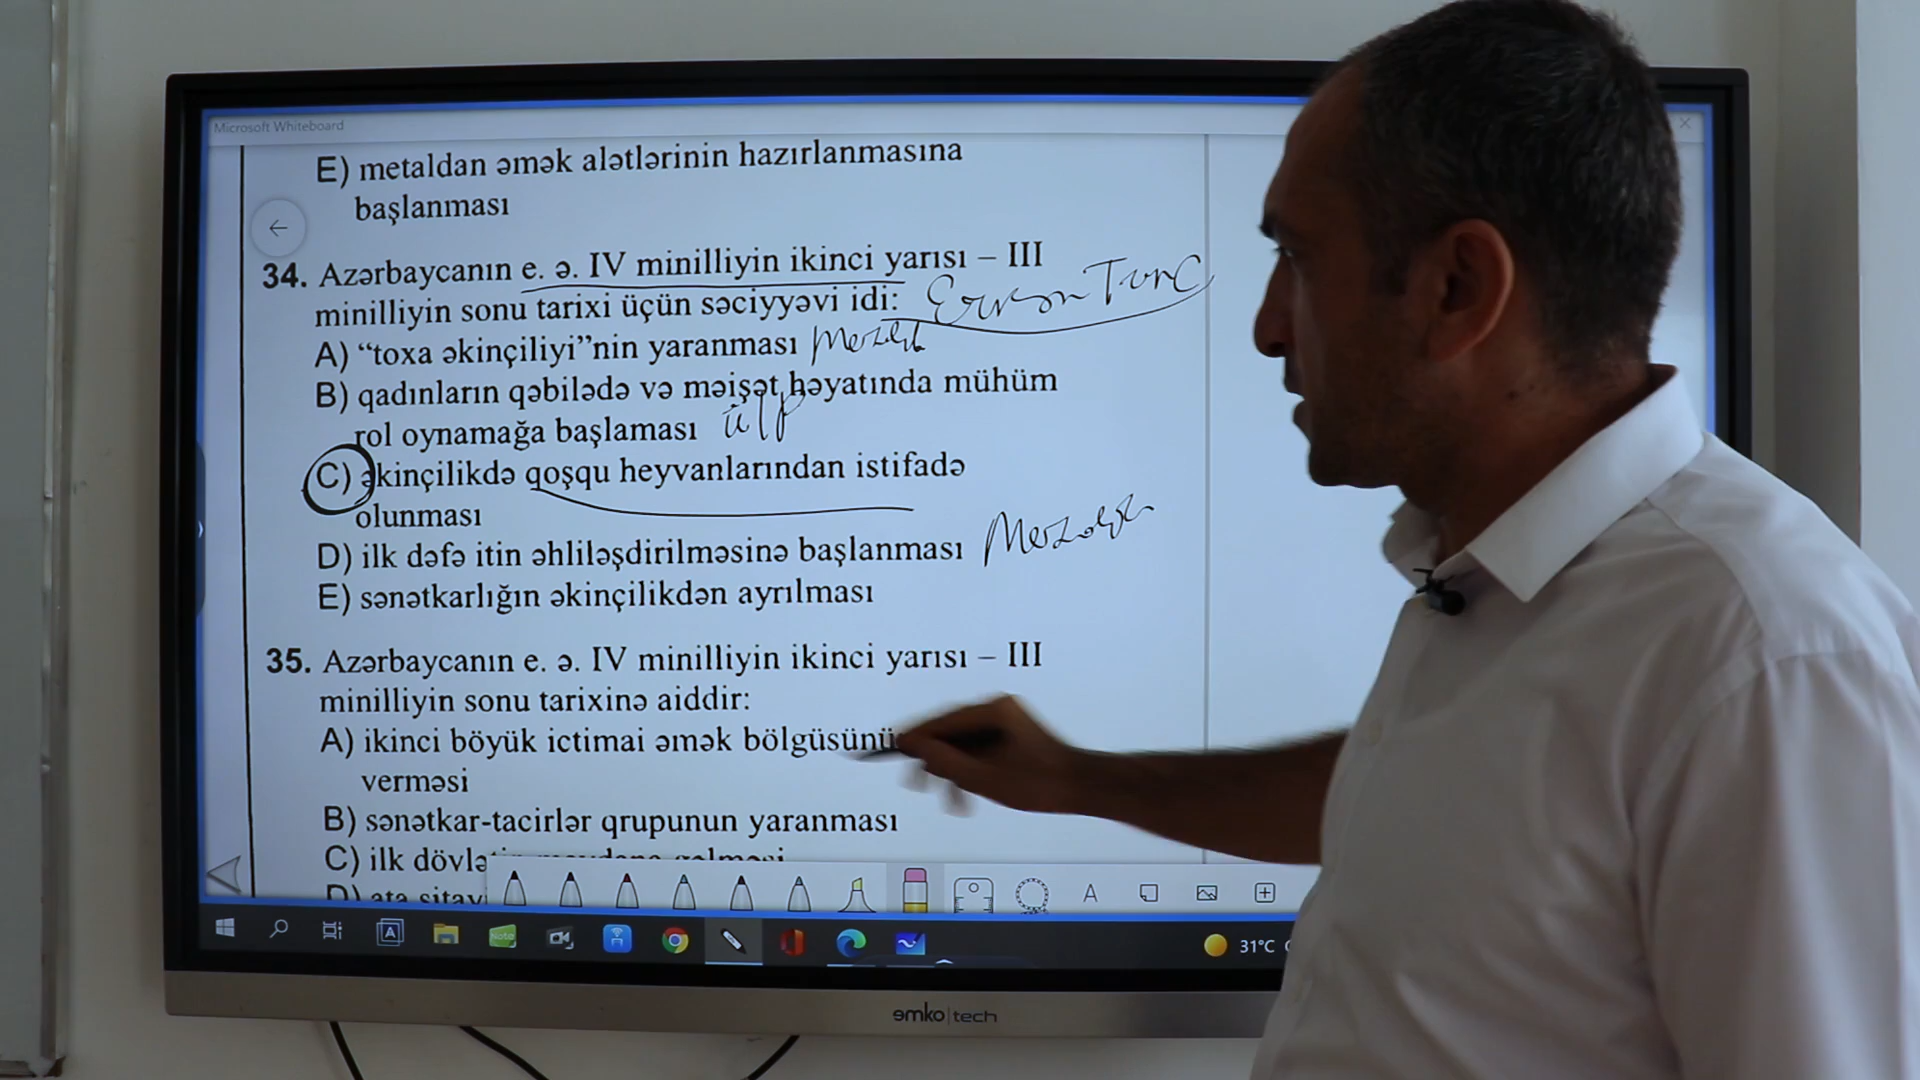 Microsoft Whiteboard
E) metaldan əmək alətlərinin hazırlanmasına
başlanması
34. Azərbaycanın e. ə. IV minilliyin ikinci yarısı – III
minilliyin sonu tarixi üçün səciyyəvi idi:
A) “toxa əkinçiliyi”nin yaranması
B) qadınların qəbilədə və məişət həyatında mühüm
rol oynamağa başlaması
C) əkinçilikdə qoşqu heyvanlarından istifadə
olunması
D) ilk dəfə itin əhliləşdirilməsinə başlanması
E) sənətkarlığın əkinçilikdən ayrılması
35. Azərbaycanın e. ə. IV minilliyin ikinci yarısı – III
minilliyin sonu tarixinə aiddir:
A) ikinci böyük ictimai əmək
verməsi
B) sənətkar-tacirlər qrupunun yaranması
C) ilk
D) ata
A
31°C
emko tech